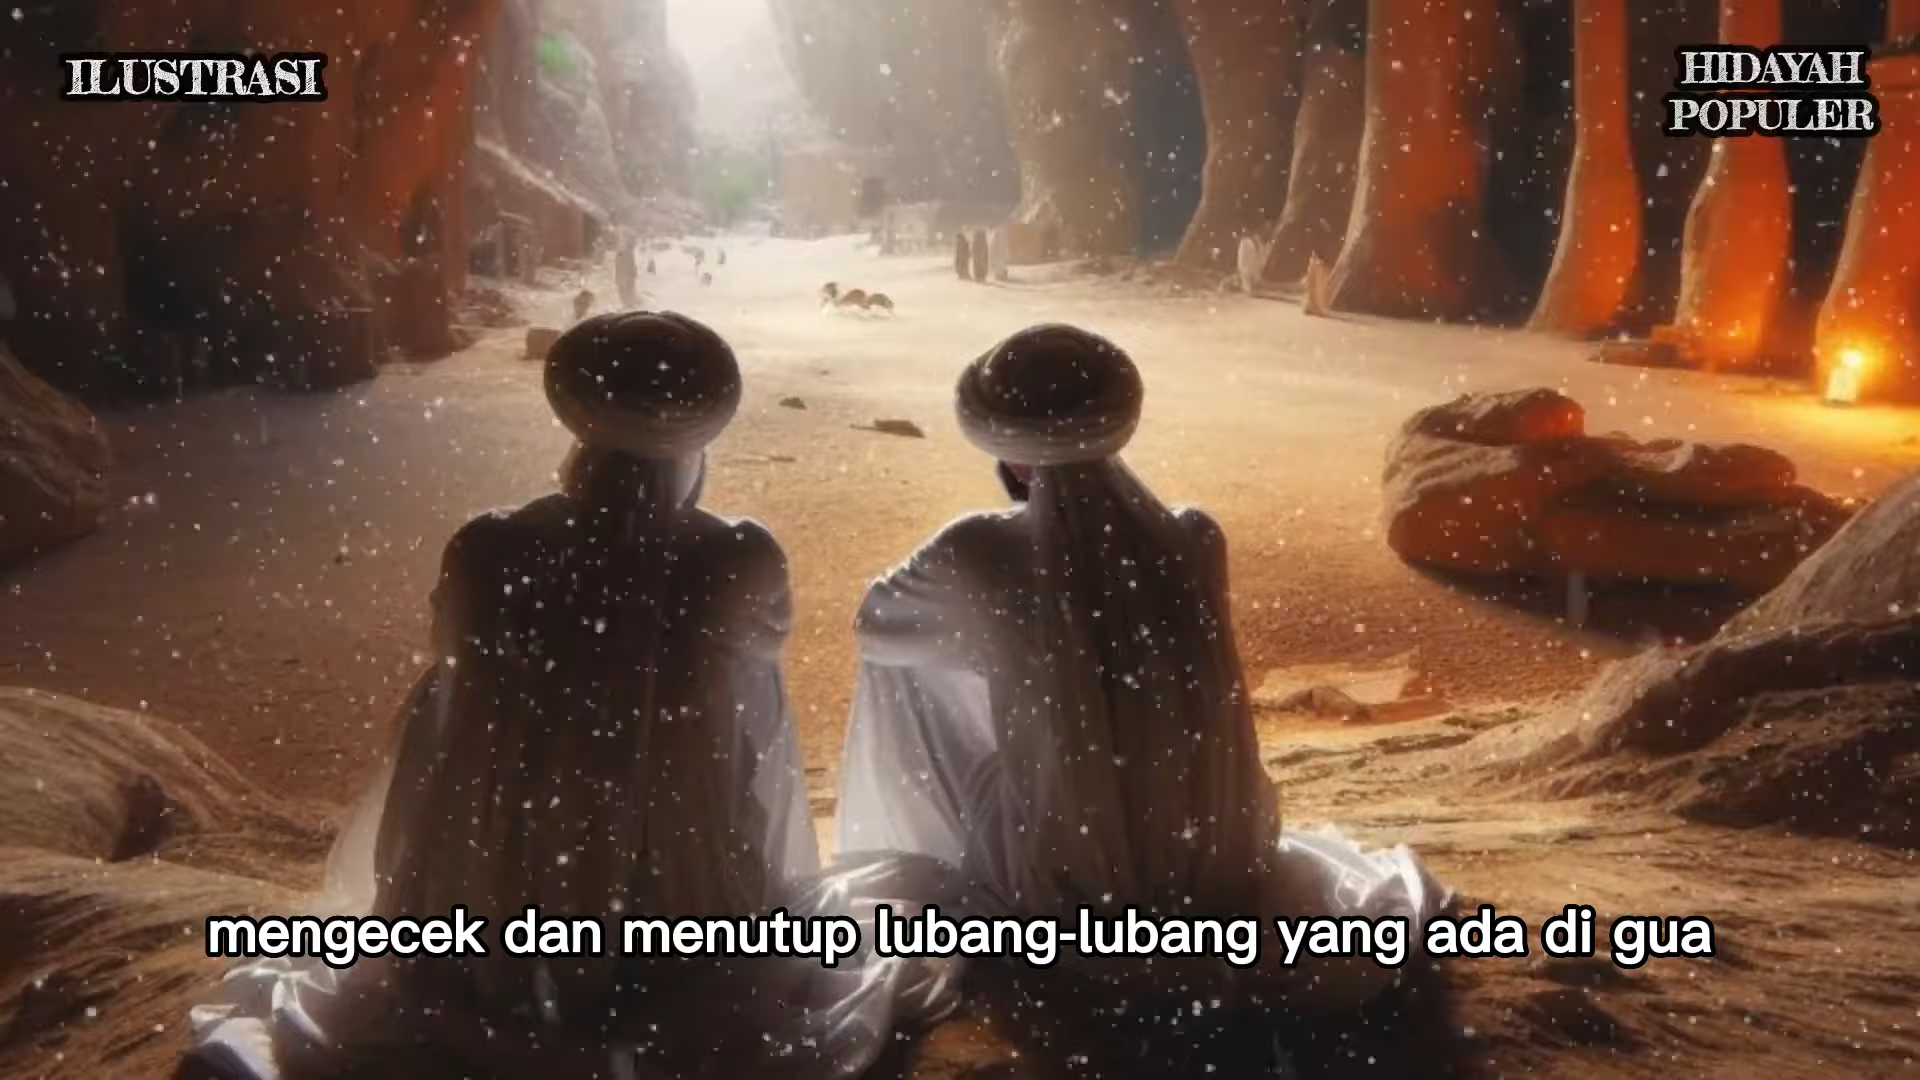 ILUSTRASI
HIDAYAH
POPULER
mengecek dan menutup lubang-lubang yang ada di gua